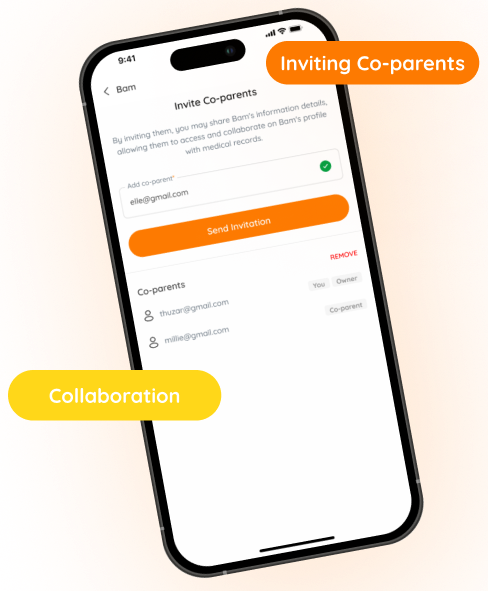 9:41
Inviting Co-parents
Bam
Invite Co-parents
By inviting them, you may share Bam's information details,
allowing them to access and collaborate on Bam's profile
with medical records.
Add co-parent*
elle@gmail.com
Send Invitation
REMOVE
Co-parents
thuzar@gmail.com You Owner
millie@gmail.com Co-parent
Collaboration